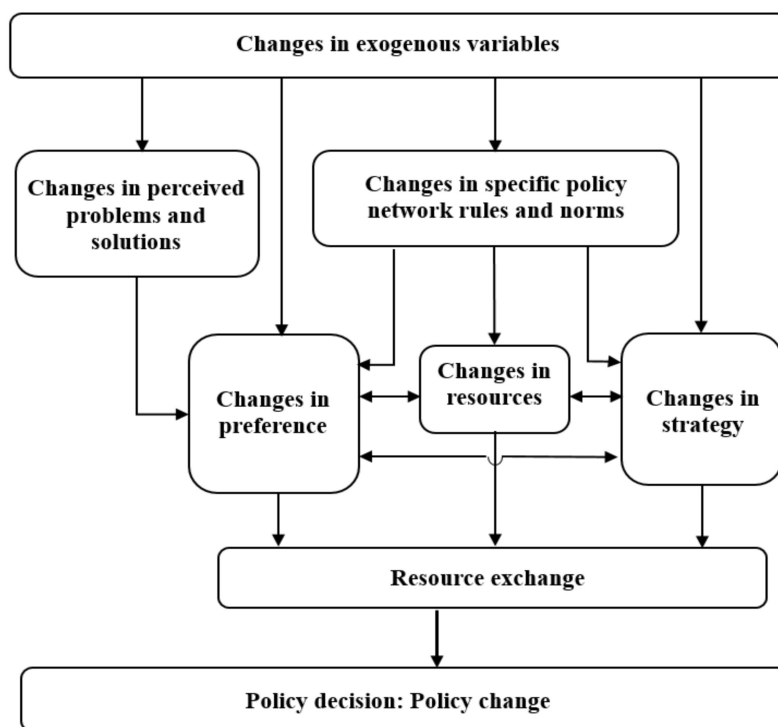 Changes in exogenous variables
Changes in perceived
problems and
solutions
Changes in specific policy
network rules and norms
Changes in
preference
Changes in
resources
Changes in
strategy
Resource exchange
Policy decision: Policy change